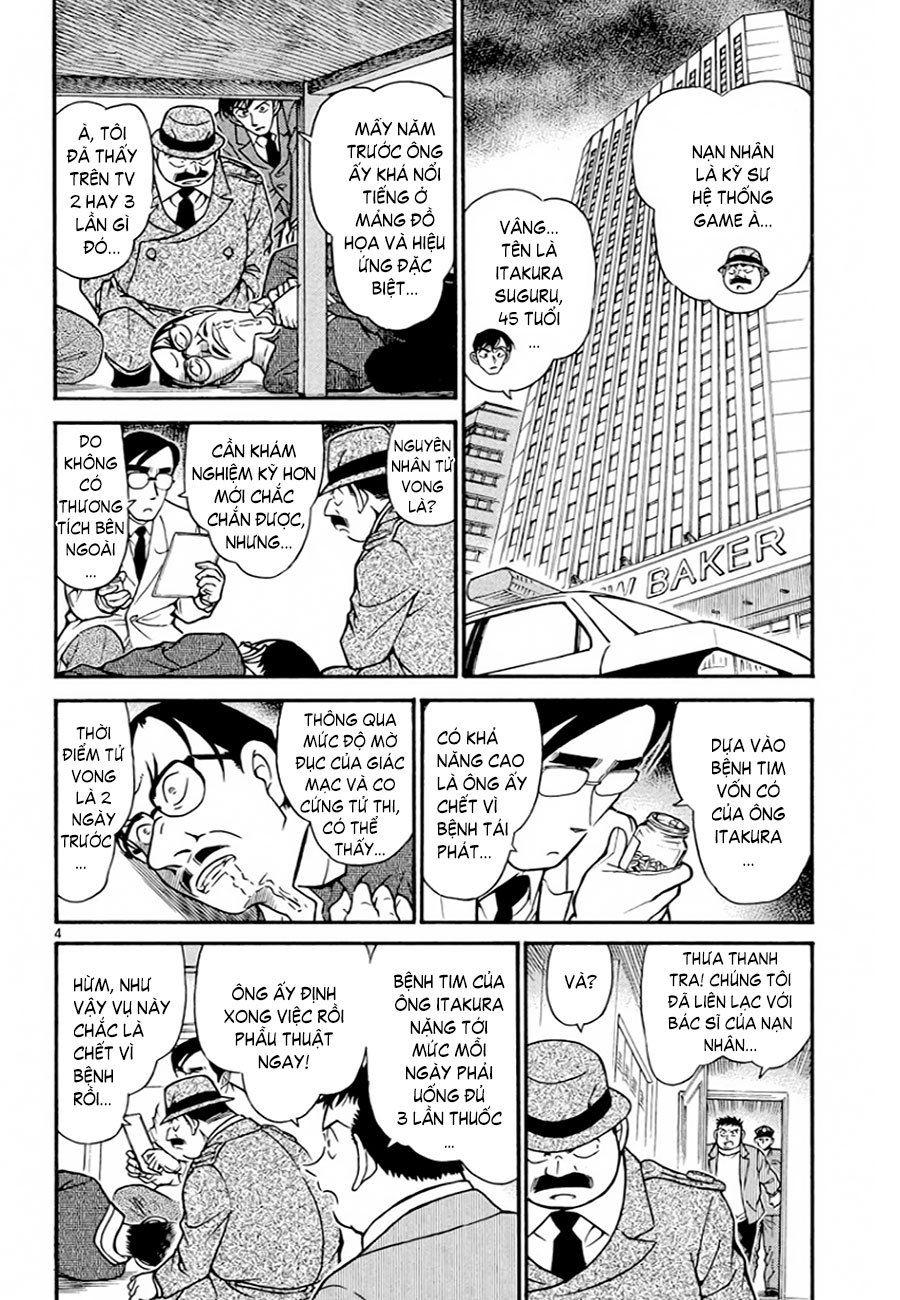 NẠN NHÂN
LÀ KỸ SƯ
HỆ THỐNG
GAME À...
VÂNG...
TÊN LÀ
ITAKURA
SUGURU,
45 TUỔI
...
BAKER
MẤY NĂM
TRƯỚC ÔNG
ẤY KHÁ NỔI
TIẾNG Ở
MẢNG ĐỒ
HỌA VÀ HIỆU
ỨNG ĐẶC
BIỆT...
À, TÔI
ĐÃ THẤY
TRÊN TV
2 HAY 3
LẦN GÌ
ĐÓ...
NGUYÊN
NHÂN TỬ
VONG
LÀ?
CẦN KHÁM
NGHIỆM KỸ HƠN
MỚI CHẮC
CHẮN ĐƯỢC,
NHƯNG...
DO
KHÔNG
CÓ
THƯƠNG
TÍCH BÊN
NGOÀI
...
DỰA VÀO
BỆNH TIM
VỐN CÓ
CỦA ÔNG
ITAKURA
...
CÓ KHẢ
NĂNG CAO
LÀ ÔNG ẤY
CHẾT VÌ
BỆNH TÁI
PHÁT...
THÔNG QUA
MỨC ĐỘ MỜ
ĐỤC CỦA GIÁC
MẠC VÀ CO
CỨNG TỬ THI,
CÓ THỂ
THẤY...
THỜI
ĐIỂM TỬ
VONG
LÀ 2
NGÀY
TRƯỚC
...
4
THƯA THANH
TRA! CHÚNG TÔI
ĐÃ LIÊN LẠC VỚI
BÁC SĨ CỦA NẠN
NHÂN...
VÀ?
BỆNH TIM CỦA
ÔNG ITAKURA
NẶNG TỚI
MỨC MỖI
NGÀY PHẢI
UỐNG ĐỦ
3 LẦN THUỐC
...
ÔNG ẤY ĐỊNH
XONG VIỆC RỒI
PHẪU THUẬT
NGAY!
HỪM, NHƯ
VẬY VỤ NÀY
CHẮC LÀ
CHẾT VÌ
BỆNH
RỒI...